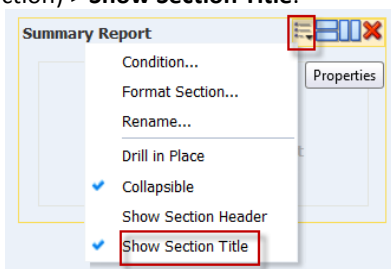 ction) > Show Section Title.
Summary Report
Properties
Condition...
Format Section...
Rename...
Drill in Place
Collapsible
Show Section Header
Show Section Title